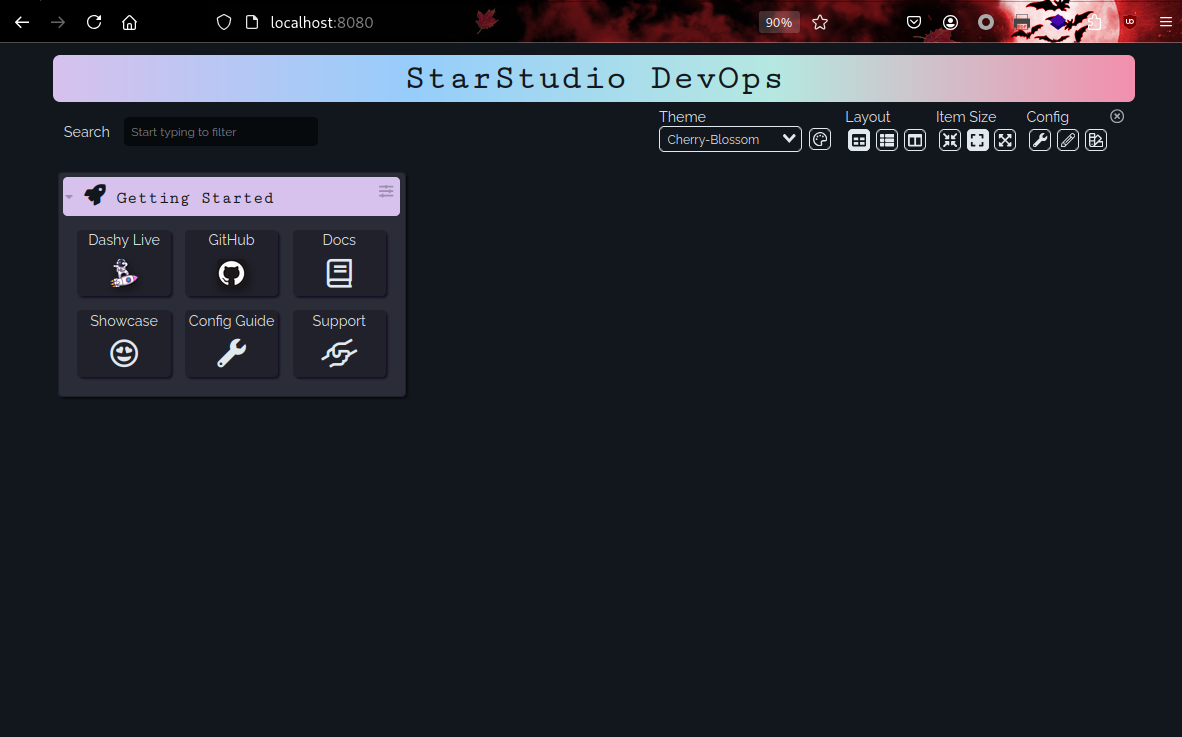 localhost:8080
90%
StarStudio DevOps
Search
Start typing to filter
Theme
Cherry-Blossom
Layout
Item Size
Config
Getting Started
Dashy Live
GitHub
Docs
Showcase
Config Guide
Support